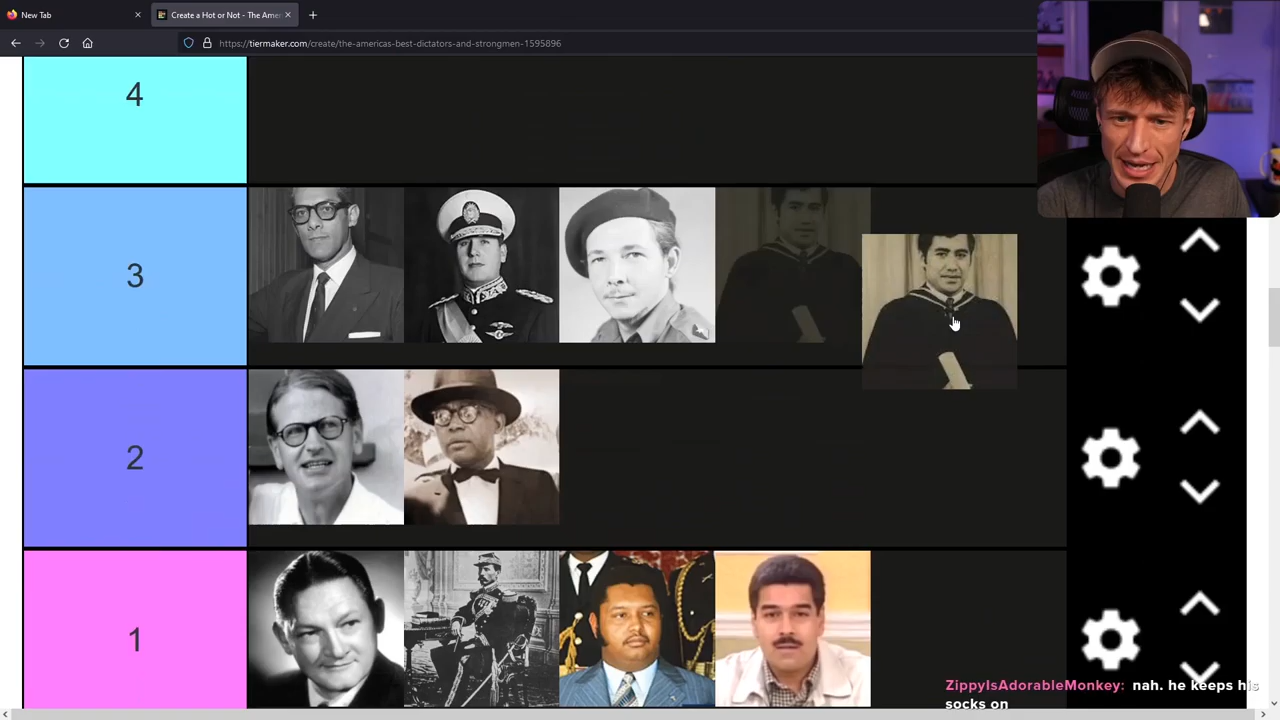 New Tab
Create a Hot or Not - The Ame
https://tiermaker.com/create/the-americas-best-dictators-and-strongmen-1595896
4
3
2
1
ZippyIsAdorableMonkey: nah. he keeps his
socks on